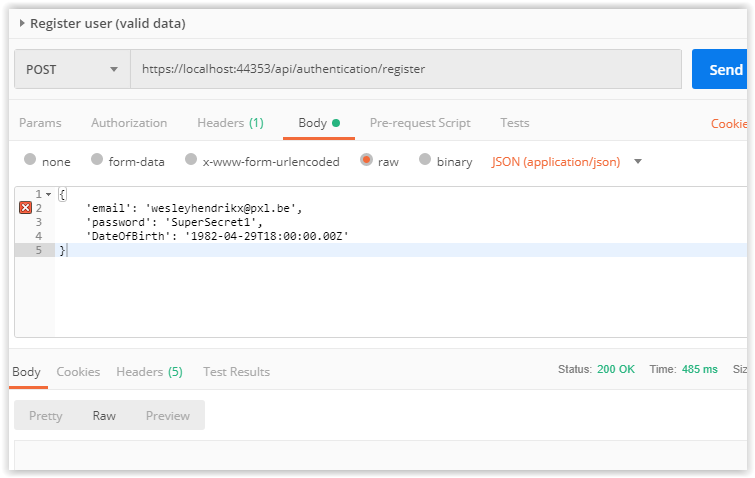 Register user (valid data)
POST https://localhost:44353/api/authentication/register Send
Params Authorization Headers (1) Body Pre-request Script Tests Cookie
none form-data x-www-form-urlencoded raw binary JSON (application/json)
1 {
2 'email': 'wesleyhendrikx@pxl.be',
3 'password': 'SuperSecret1',
4 'DateOfBirth': '1982-04-29T18:00:00.00Z'
5 }
Body Cookies Headers (5) Test Results Status: 200 OK Time: 485 ms Siz
Pretty Raw Preview